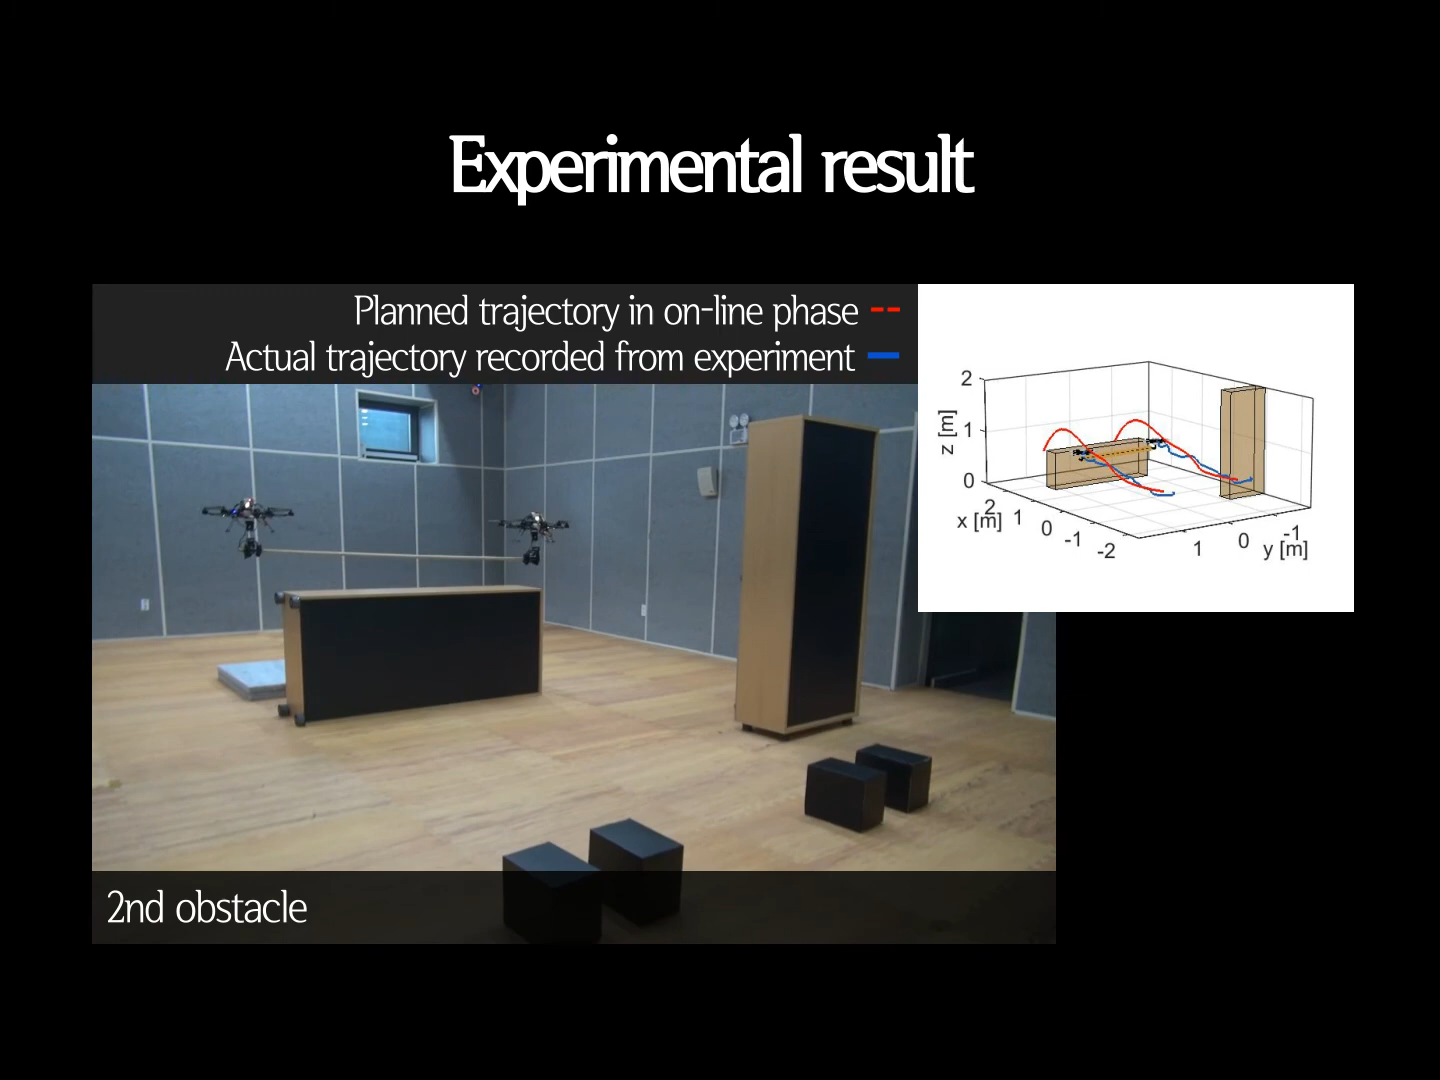 Experimental result
Planned trajectory in on-line phase
Actual trajectory recorded from experiment
2
1
0
z [m]
2
1
0
-1
-2
x [m]
1
0
-1
y [m]
2nd obstacle